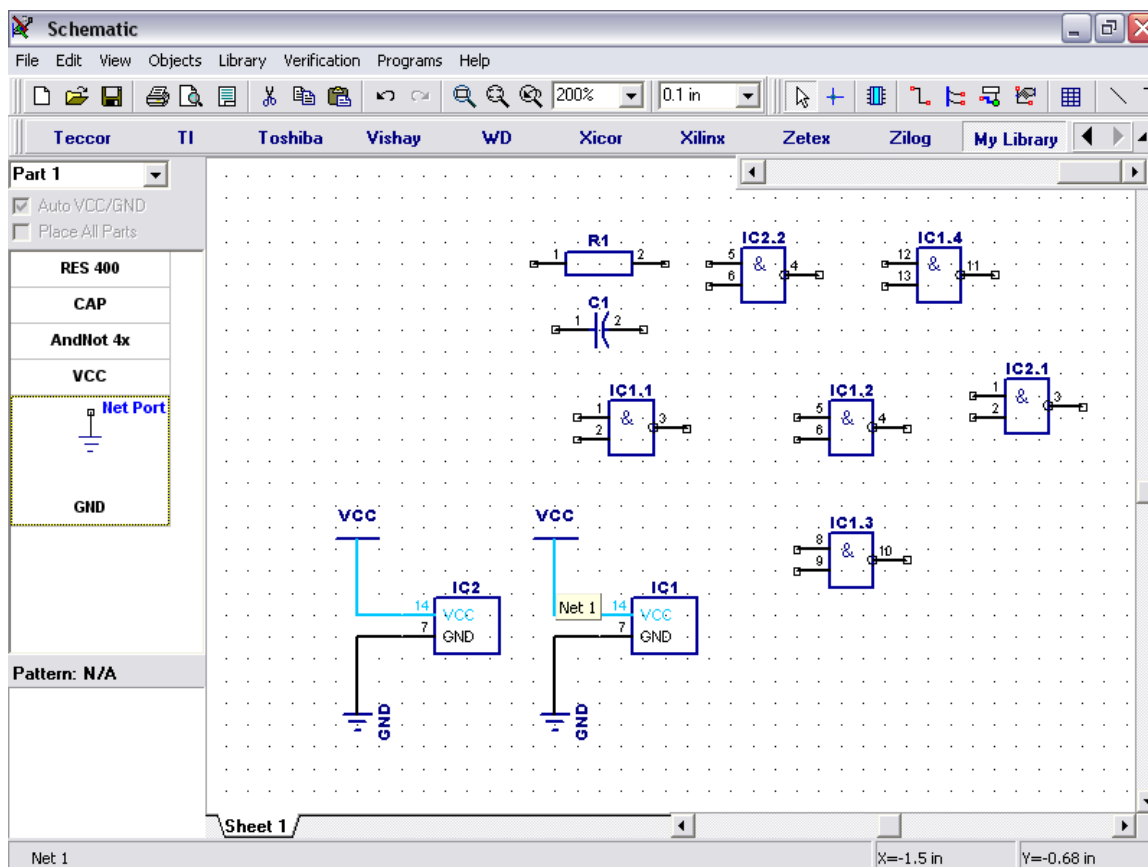 Schematic
File Edit View Objects Library Verification Programs Help
200% 0.1 in
Teccor TI Toshiba Vishay WD Xicor Xilinx Zetex Zilog My Library
Part 1
Auto VCC/GND
Place All Parts
RES 400
CAP
AndNot 4x
VCC
Net Port
GND
Pattern: N/A
R1
1 2
C1
1 2
IC2.2
5 & 4
6
IC1.4
12 & 11
13
IC1.1
1 & 3
2
IC1.2
5 & 4
6
IC2.1
1 & 3
2
IC1.3
8 & 10
9
VCC VCC
IC2 IC1
14 VCC Net 1 14 VCC
7 GND 7 GND
GND GND
Sheet 1
Net 1 X=-1.5 in Y=-0.68 in